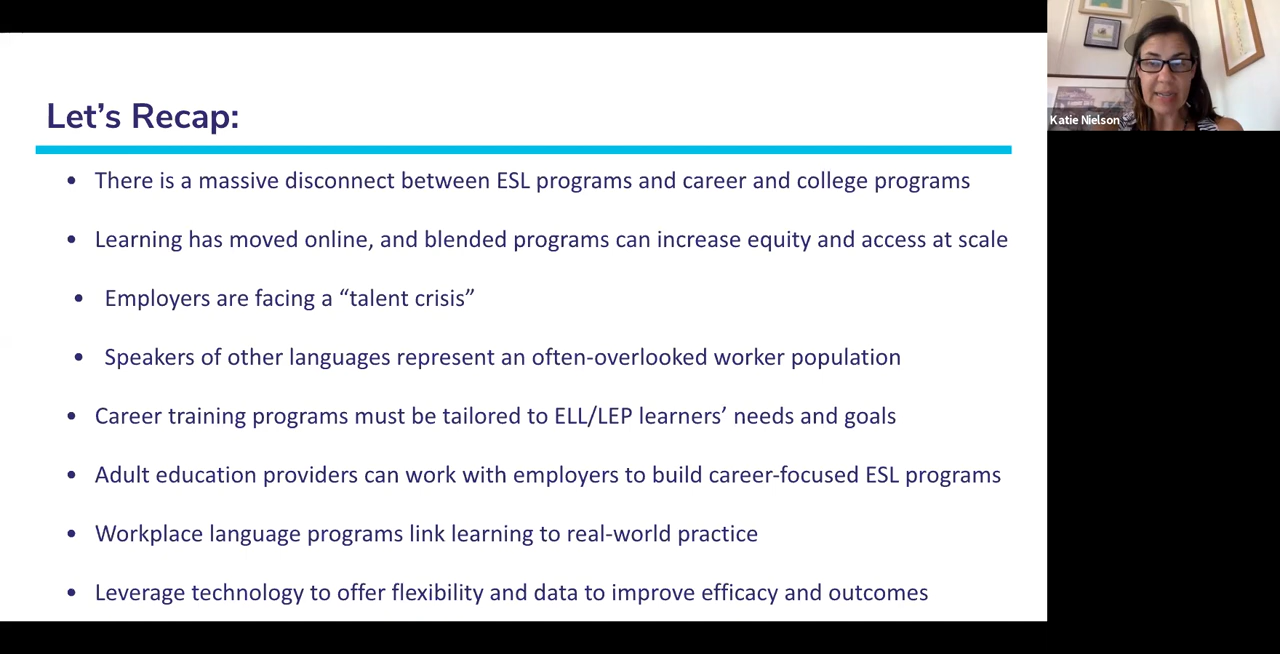 Let’s Recap:
• There is a massive disconnect between ESL programs and career and college programs
• Learning has moved online, and blended programs can increase equity and access at scale
• Employers are facing a “talent crisis”
• Speakers of other languages represent an often-overlooked worker population
• Career training programs must be tailored to ELL/LEP learners’ needs and goals
• Adult education providers can work with employers to build career-focused ESL programs
• Workplace language programs link learning to real-world practice
• Leverage technology to offer flexibility and data to improve efficacy and outcomes
Katie Nielson